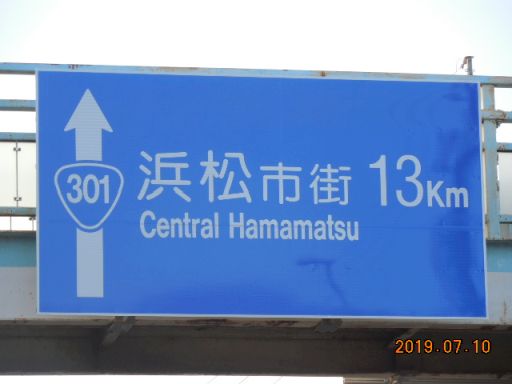 301
浜松市街 13Km
Central Hamamatsu
2019.07.10